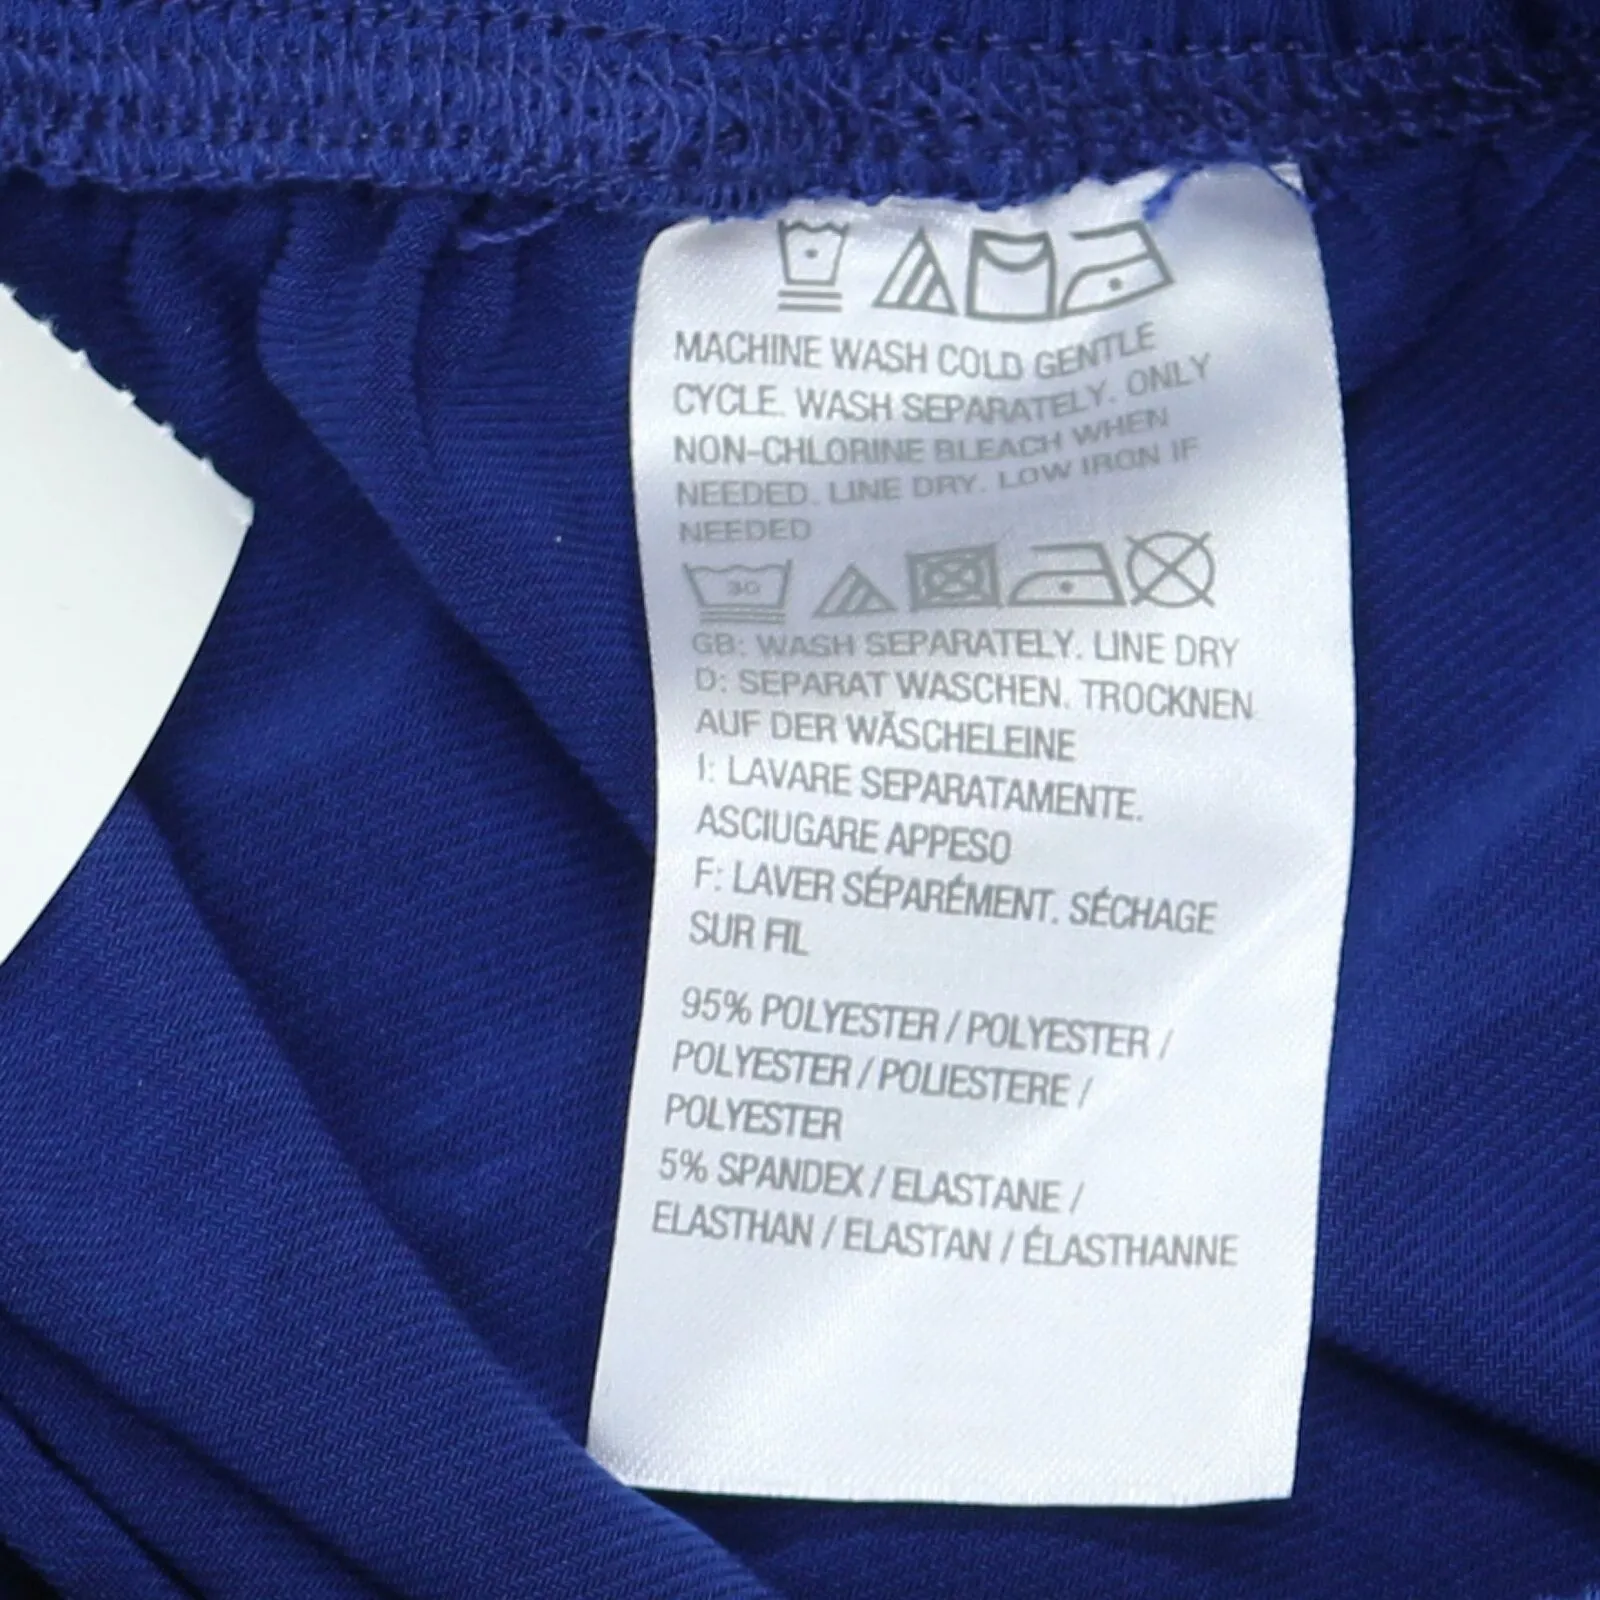 MACHINE WASH COLD GENTLE
CYCLE. WASH SEPARATELY. ONLY
NON-CHLORINE BLEACH WHEN
NEEDED. LINE DRY. LOW IRON IF
NEEDED
30
GB: WASH SEPARATELY. LINE DRY
D: SEPARAT WASCHEN. TROCKNEN
AUF DER WÄSCHELEINE
I: LAVARE SEPARATAMENTE.
ASCIUGARE APPESO
F: LAVER SÉPARÉMENT. SÉCHAGE
SUR FIL
95% POLYESTER / POLYESTER /
POLYESTER / POLIESTERE /
POLYESTER
5% SPANDEX / ELASTANE /
ELASTHAN / ELASTAN / ÉLASTHANNE